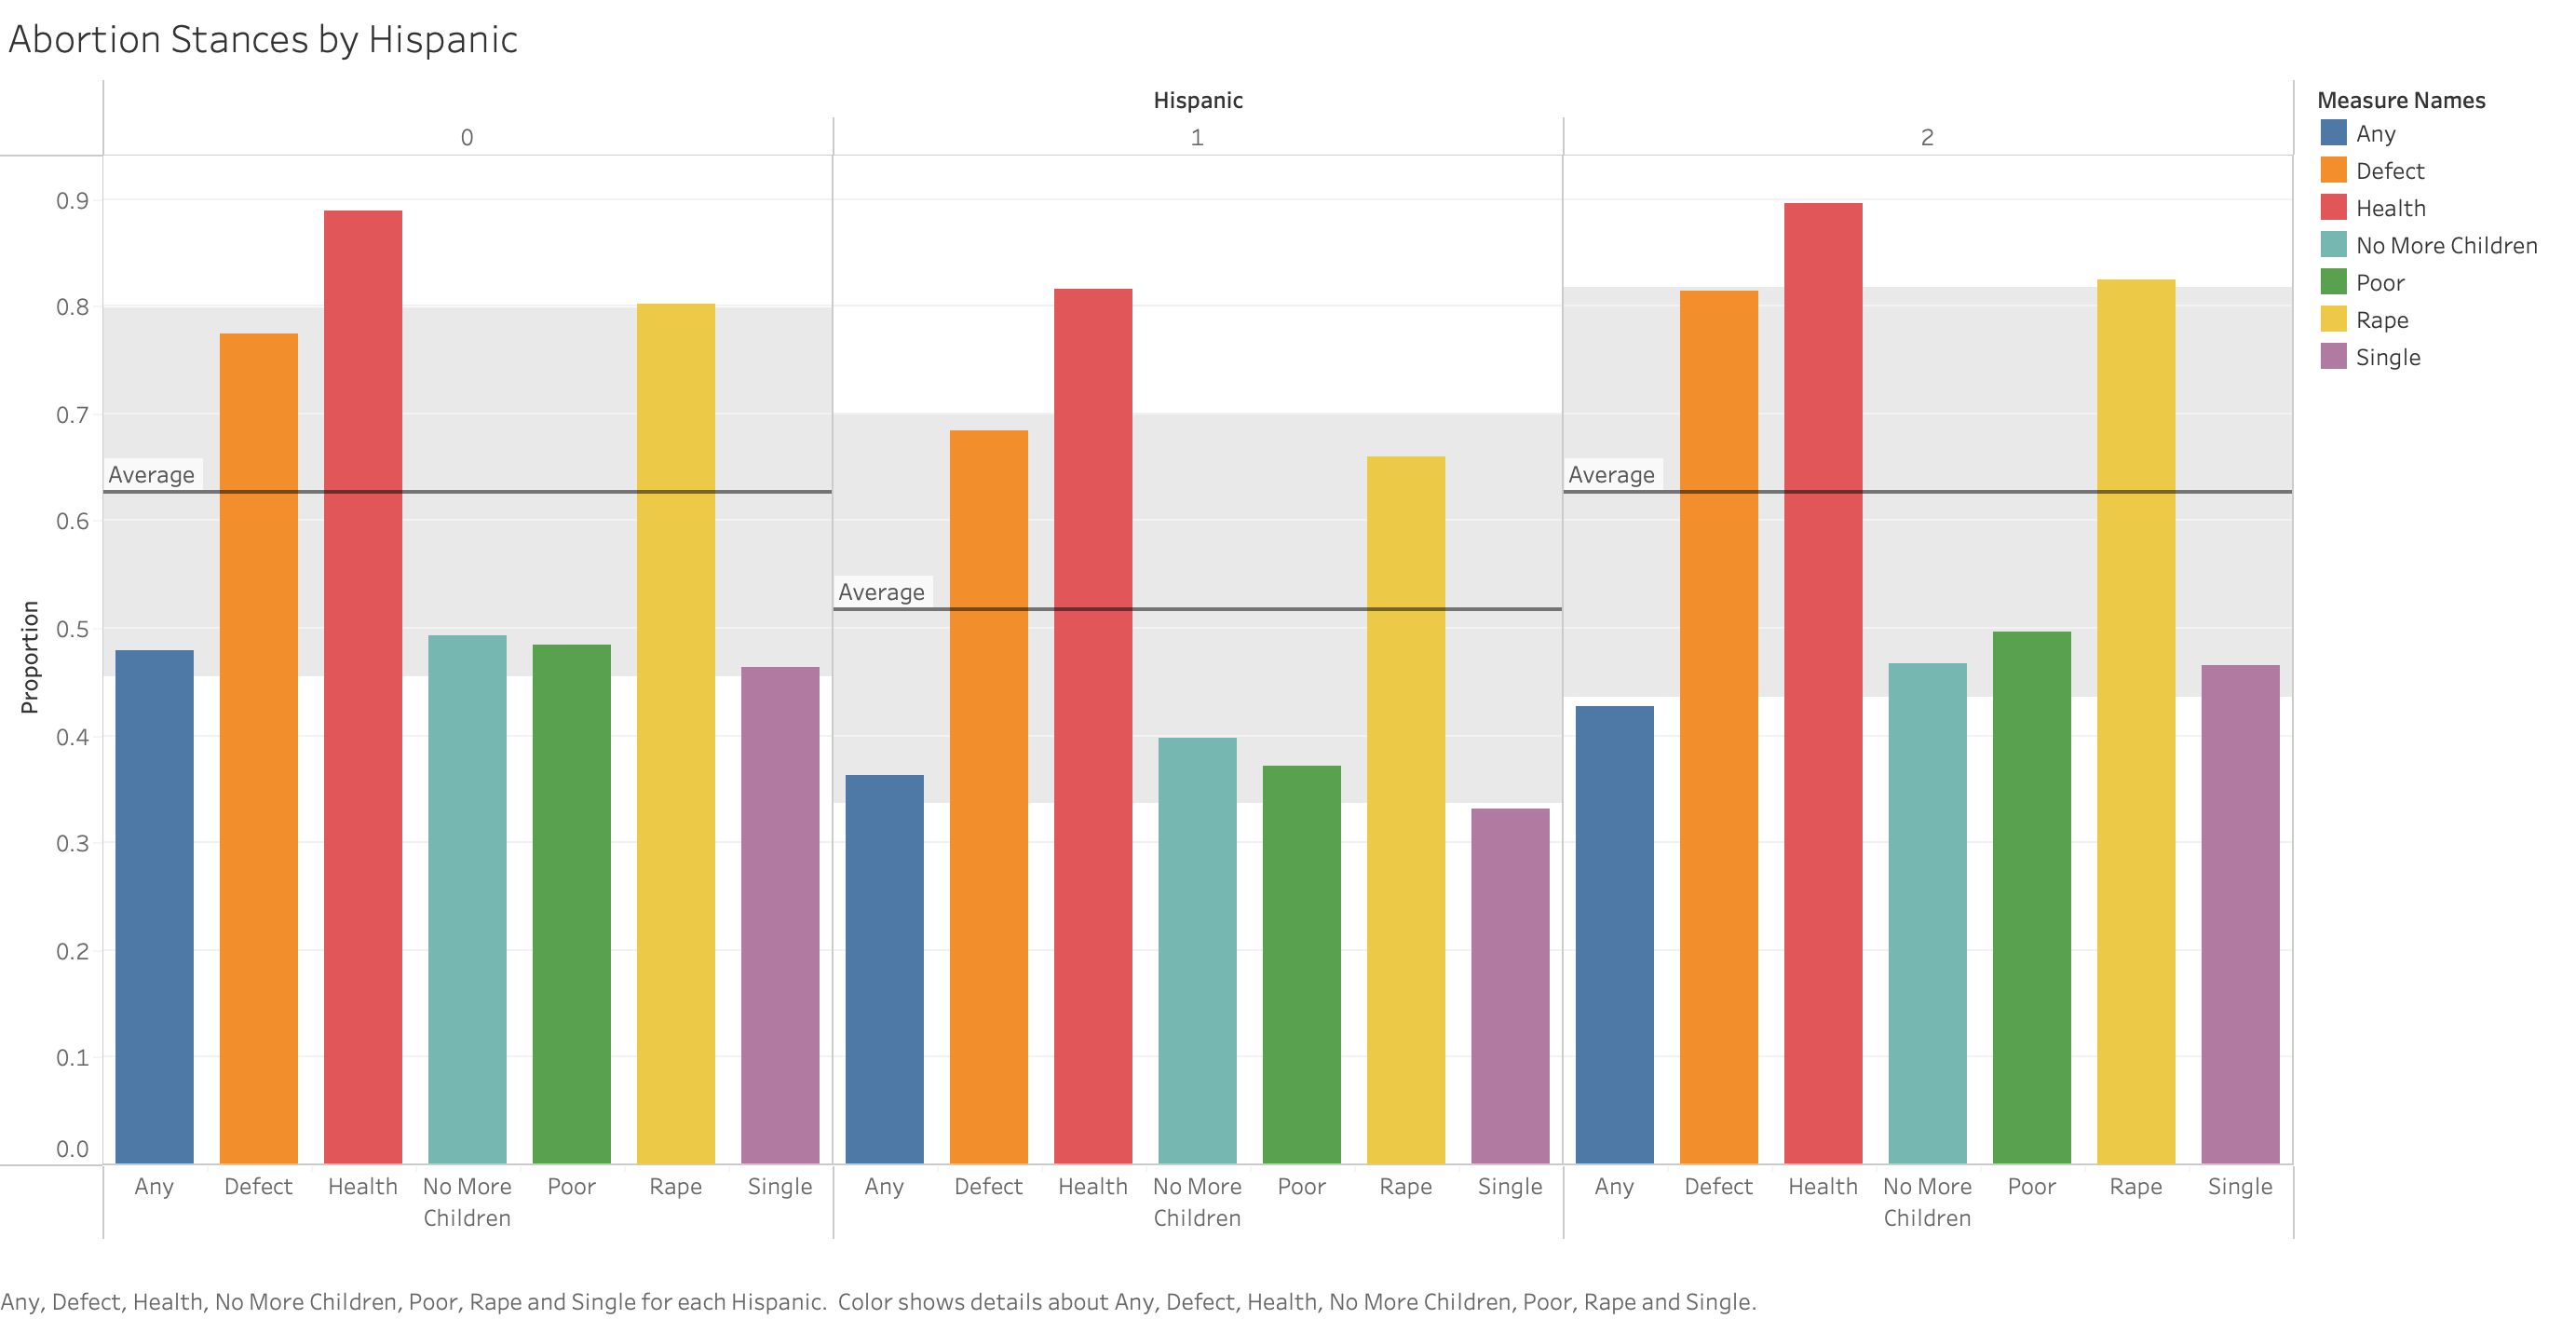 Abortion Stances by Hispanic
Hispanic
0 1 2
Measure Names
Any
Defect
Health
No More Children
Poor
Rape
Single
Proportion
0.9
0.8
0.7
0.6
0.5
0.4
0.3
0.2
0.1
0.0
Average
Average
Average
Any Defect Health No More Children Poor Rape Single
Any Defect Health No More Children Poor Rape Single
Any Defect Health No More Children Poor Rape Single
Any, Defect, Health, No More Children, Poor, Rape and Single for each Hispanic.  Color shows details about Any, Defect, Health, No More Children, Poor, Rape and Single.